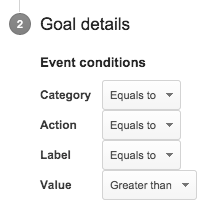 2 Goal details
Event conditions
Category Equals to
Action Equals to
Label Equals to
Value Greater than